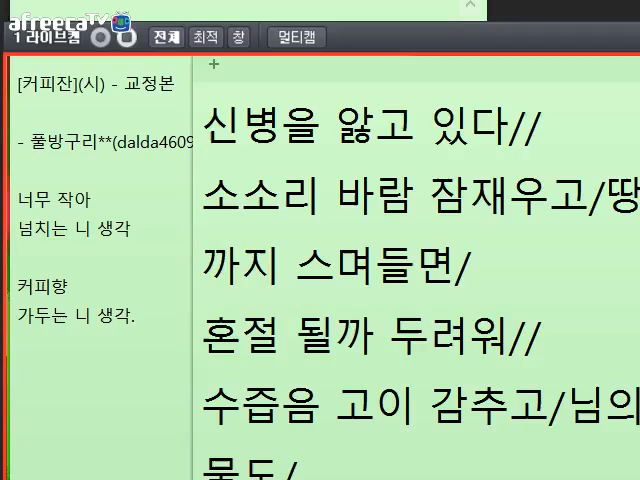 afreecaTV
1 라이브캠 전체 최적 창 멀티캠
[커피잔](시) - 교정본
- 풀방구리**(dalda4609
너무 작아
넘치는 니 생각
커피향
가두는 니 생각.
+
신병을 앓고 있다//
소소리 바람 잠재우고/땅
까지 스며들면/
혼절 될까 두려워//
수즙음 고이 감추고/님의
물도/